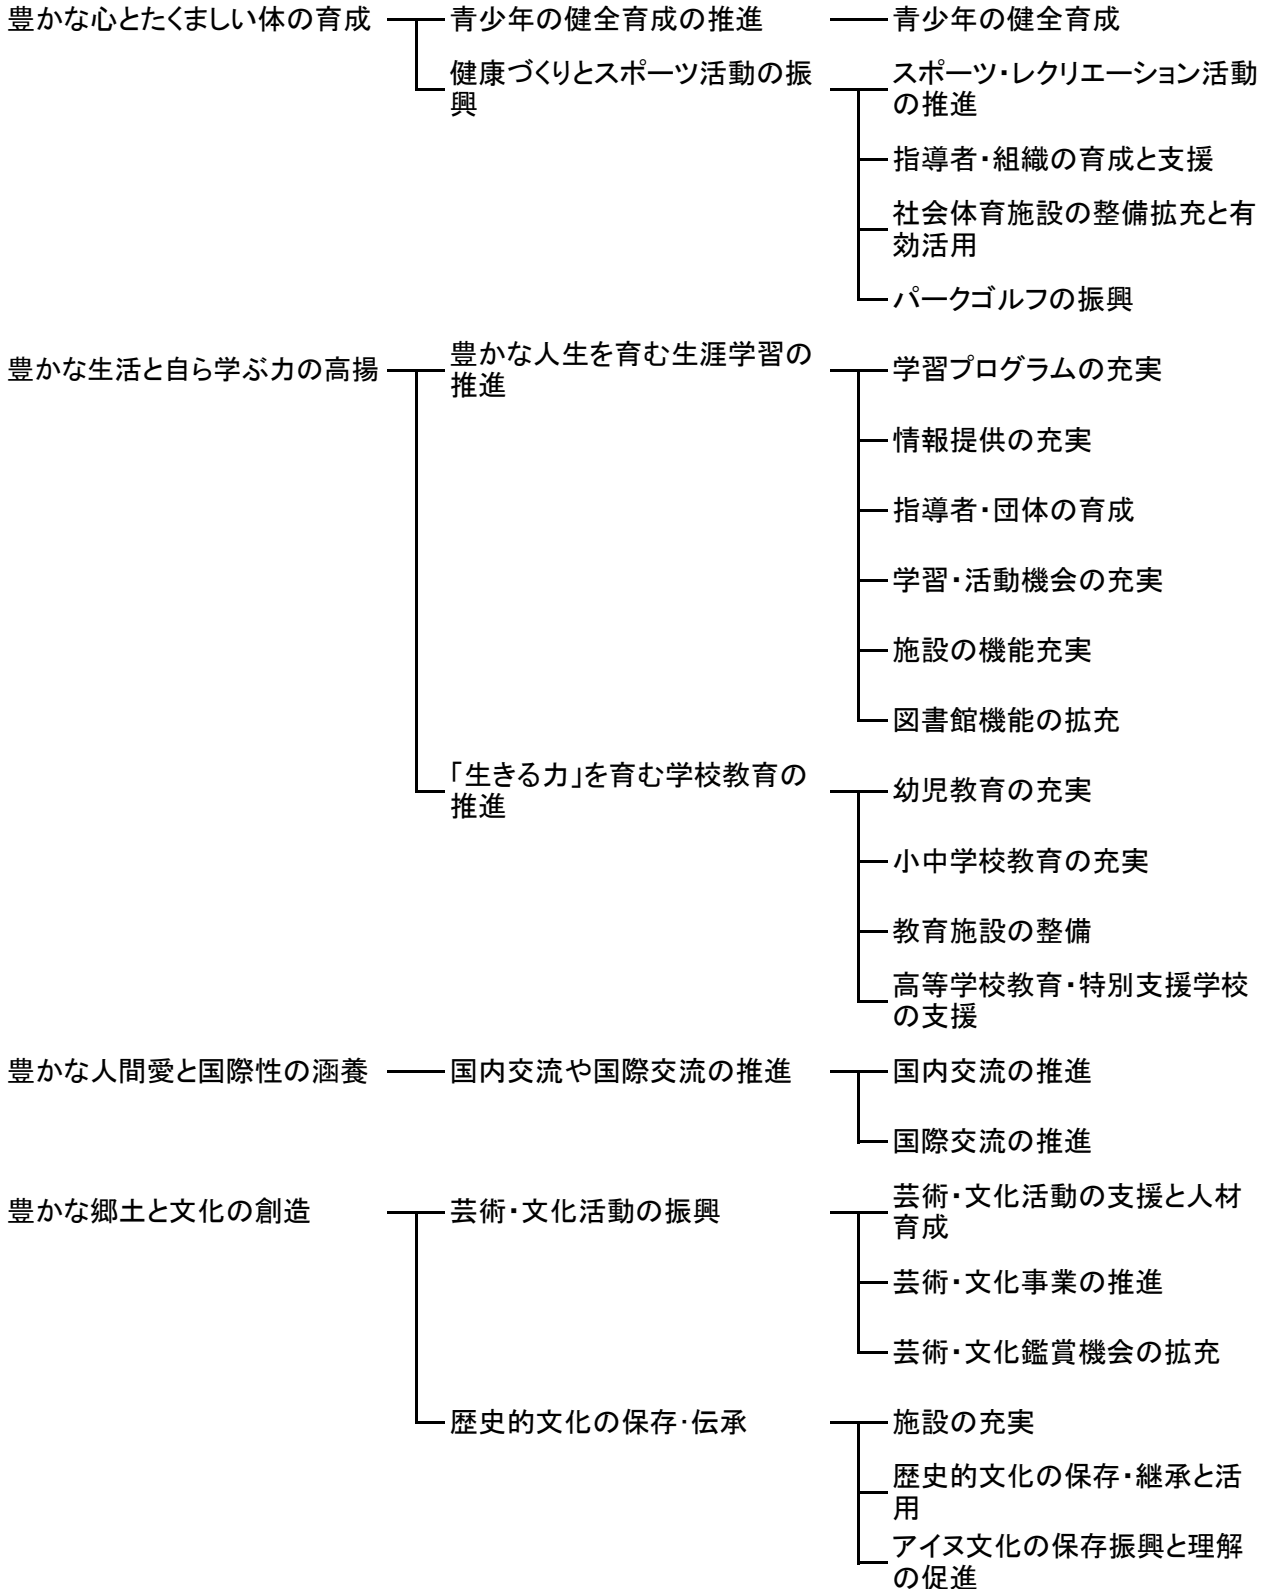 豊かな心とたくましい体の育成
青少年の健全育成の推進
青少年の健全育成
健康づくりとスポーツ活動の振
興
スポーツ・レクリエーション活動
の推進
指導者・組織の育成と支援
社会体育施設の整備拡充と有
効活用
パークゴルフの振興
豊かな生活と自ら学ぶ力の高揚
豊かな人生を育む生涯学習の
推進
学習プログラムの充実
情報提供の充実
指導者・団体の育成
学習・活動機会の充実
施設の機能充実
図書館機能の拡充
「生きる力」を育む学校教育の
推進
幼児教育の充実
小中学校教育の充実
教育施設の整備
高等学校教育・特別支援学校
の支援
豊かな人間愛と国際性の涵養
国内交流や国際交流の推進
国内交流の推進
国際交流の推進
豊かな郷土と文化の創造
芸術・文化活動の振興
芸術・文化活動の支援と人材
育成
芸術・文化事業の推進
芸術・文化鑑賞機会の拡充
歴史的文化の保存・伝承
施設の充実
歴史的文化の保存・継承と活
用
アイヌ文化の保存振興と理解
の促進